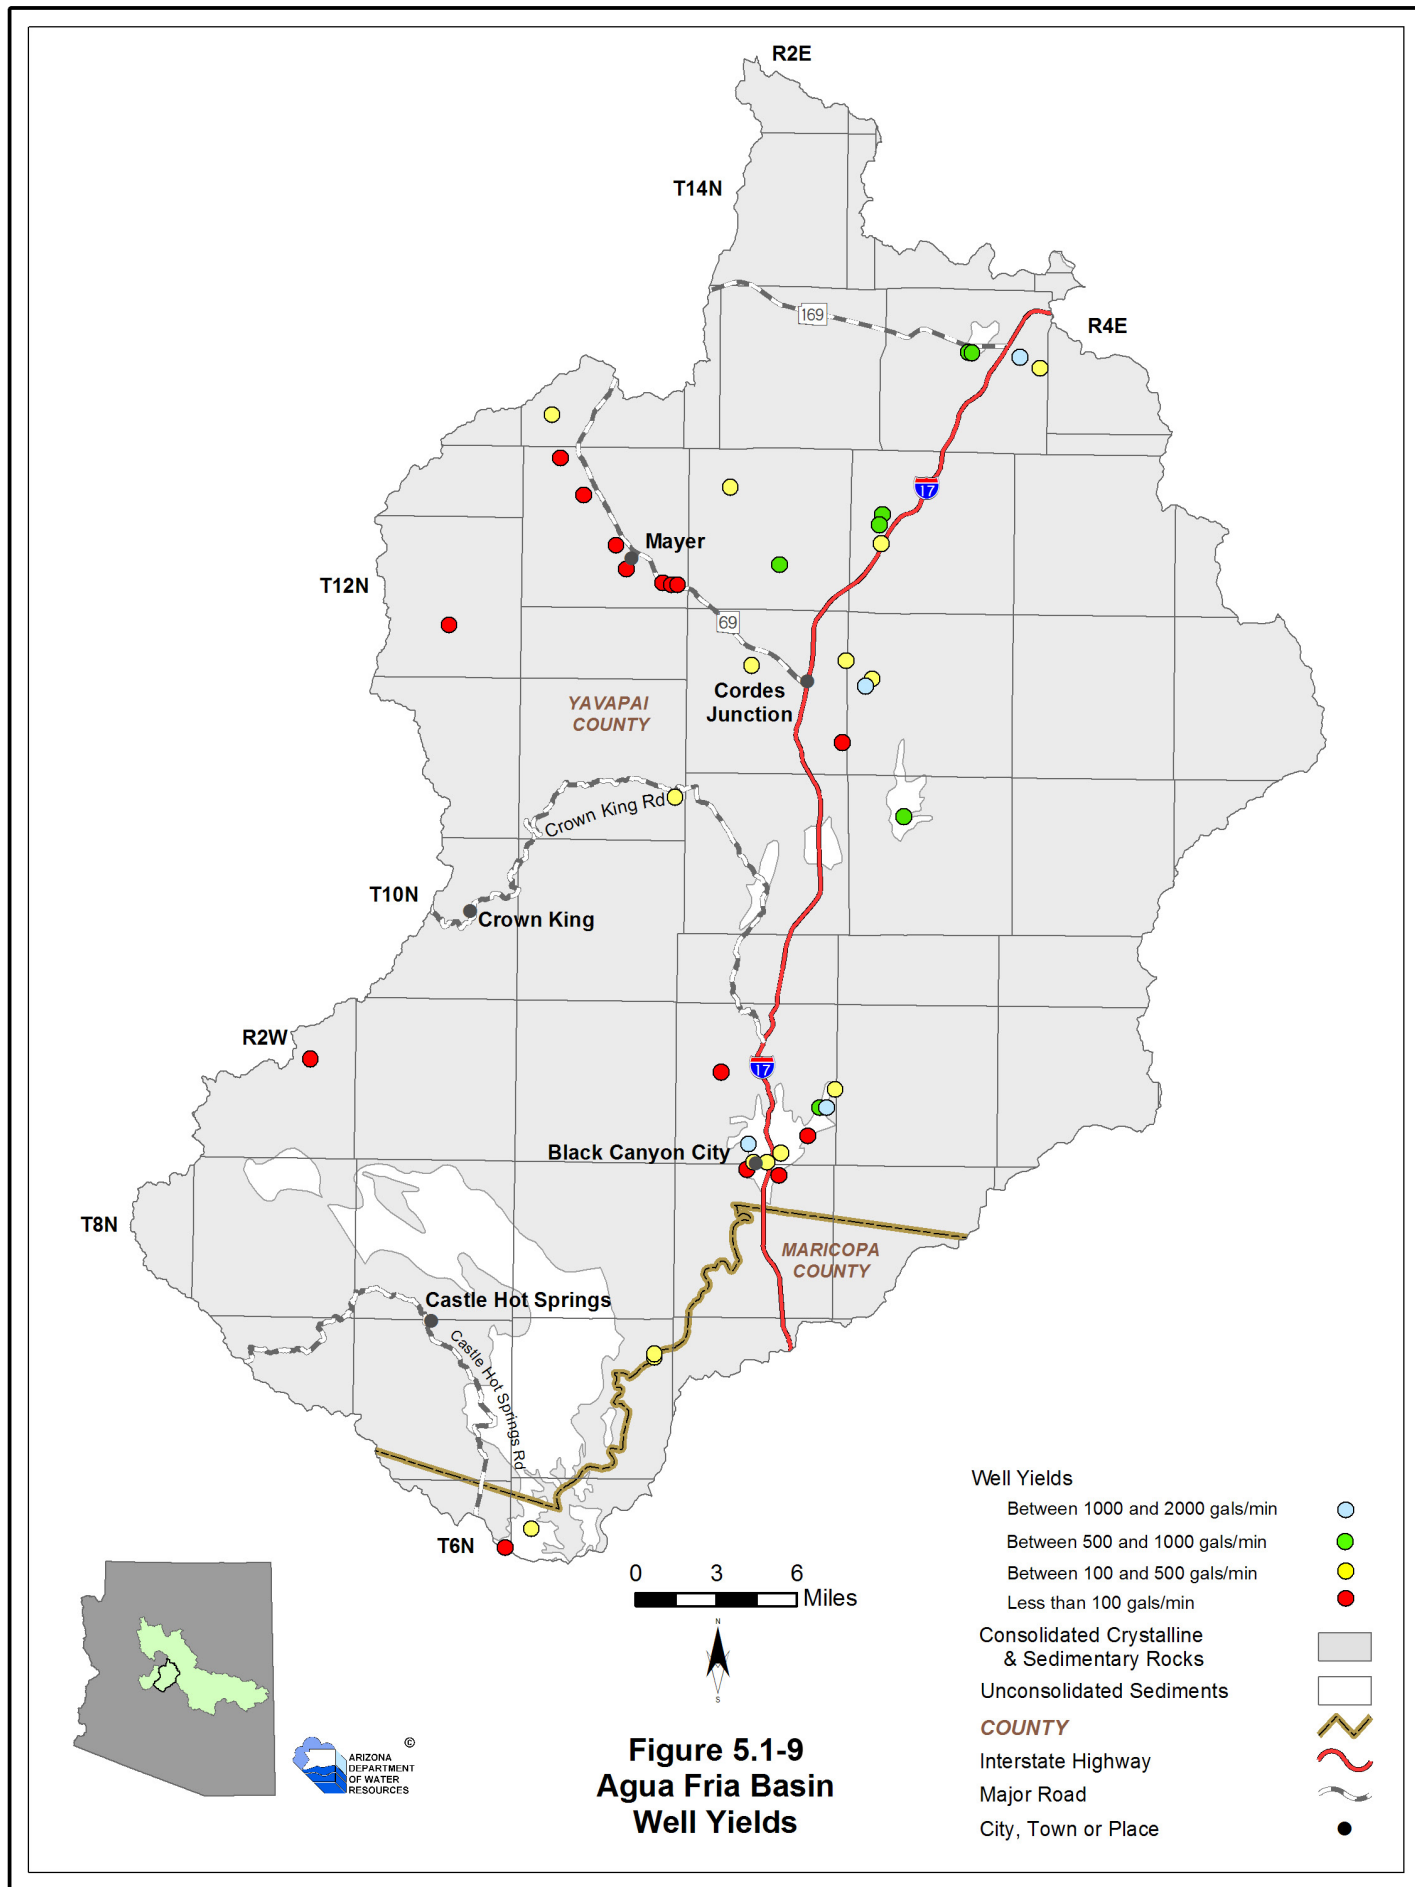 R2E
T14N
169
R4E
17
Mayer
T12N
69
Cordes
Junction
YAVAPAI
COUNTY
Crown King Rd
T10N
Crown King
R2W
17
Black Canyon City
T8N
MARICOPA
COUNTY
Castle Hot Springs
Castle Hot Springs Rd
T6N
Well Yields
Between 1000 and 2000 gals/min
Between 500 and 1000 gals/min
Between 100 and 500 gals/min
Less than 100 gals/min
Consolidated Crystalline
& Sedimentary Rocks
Unconsolidated Sediments
COUNTY
Interstate Highway
Major Road
City, Town or Place
0 3 6
Miles
N
S
©
ARIZONA
DEPARTMENT
OF WATER
RESOURCES
Figure 5.1-9
Agua Fria Basin
Well Yields